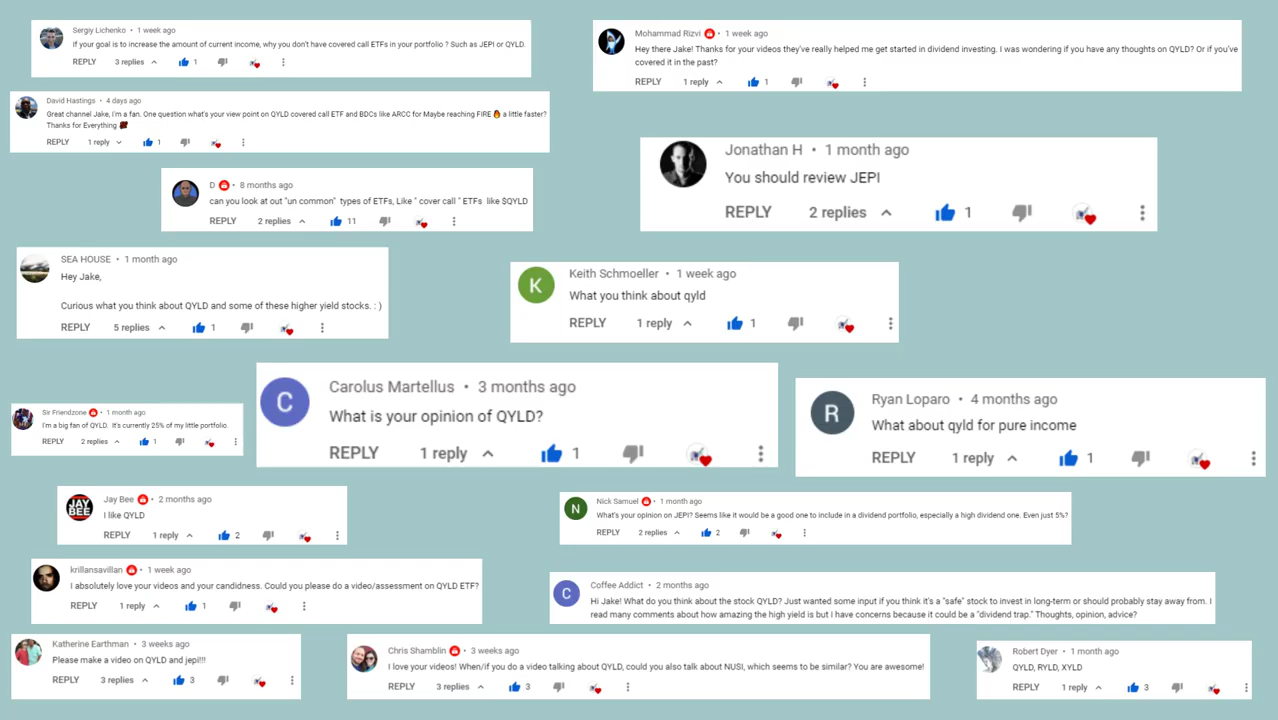 Sergiy Lichenko • 1 week ago
If your goal is to increase the amount of current income, why you don't have covered call ETFs in your portfolio ? Such as JEPI or QYLD.
REPLY 3 replies 1
Mohammad Rizvi • 1 week ago
Hey there Jake! Thanks for your videos they've really helped me get started in dividend investing. I was wondering if you have any thoughts on QYLD? Or if you've
covered it in the past?
REPLY 1 reply 1
David Hastings • 4 days ago
Great channel Jake, I'm a fan. One question what's your view point on QYLD covered call ETF and BDCs like ARCC for Maybe reaching FIRE 🔥 a little faster?
Thanks for Everything
REPLY 1 reply 1
Jonathan H • 1 month ago
You should review JEPI
REPLY 2 replies 1
D • 8 months ago
can you look at out "un common" types of ETFs, Like " cover call " ETFs like $QYLD
REPLY 2 replies 11
SEA HOUSE • 1 month ago
Hey Jake,
Curious what you think about QYLD and some of these higher yield stocks. : )
REPLY 5 replies 1
K
Keith Schmoeller • 1 week ago
What you think about qyld
REPLY 1 reply 1
C
Carolus Martellus • 3 months ago
What is your opinion of QYLD?
REPLY 1 reply 1
R
Ryan Loparo • 4 months ago
What about qyld for pure income
REPLY 1 reply 1
Sir Friendzone • 1 month ago
I'm a big fan of QYLD. It's currently 25% of my little portfolio.
REPLY 2 replies 1
JAY
BEE
Jay Bee • 2 months ago
I like QYLD
REPLY 1 reply 2
N
Nick Samuel • 1 month ago
What's your opinion on JEPI? Seems like it would be a good one to include in a dividend portfolio, especially a high dividend one. Even just 5%?
REPLY 2 replies 2
krillansavillan • 1 week ago
I absolutely love your videos and your candidness. Could you please do a video/assessment on QYLD ETF?
REPLY 1 reply 1
C
Coffee Addict • 2 months ago
Hi Jake! What do you think about the stock QYLD? Just wanted some input if you think it's a "safe" stock to invest in long-term or should probably stay away from. I
read many comments about how amazing the high yield is but I have concerns because it could be a "dividend trap." Thoughts, opinion, advice?
Katherine Earthman • 3 weeks ago
Please make a video on QYLD and jepi!!!
REPLY 3 replies 3
Chris Shamblin • 3 weeks ago
I love your videos! When/if you do a video talking about QYLD, could you also talk about NUSI, which seems to be similar? You are awesome!
REPLY 3 replies 3
Robert Dyer • 1 month ago
QYLD, RYLD, XYLD
REPLY 1 reply 3